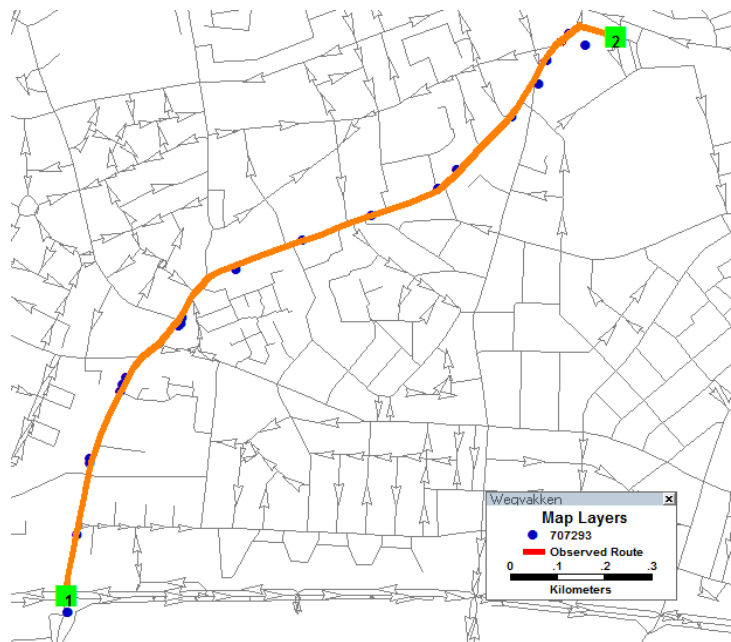 2
Wegvakken
Map Layers
707293
Observed Route
0 .1 .2 .3
Kilometers
1